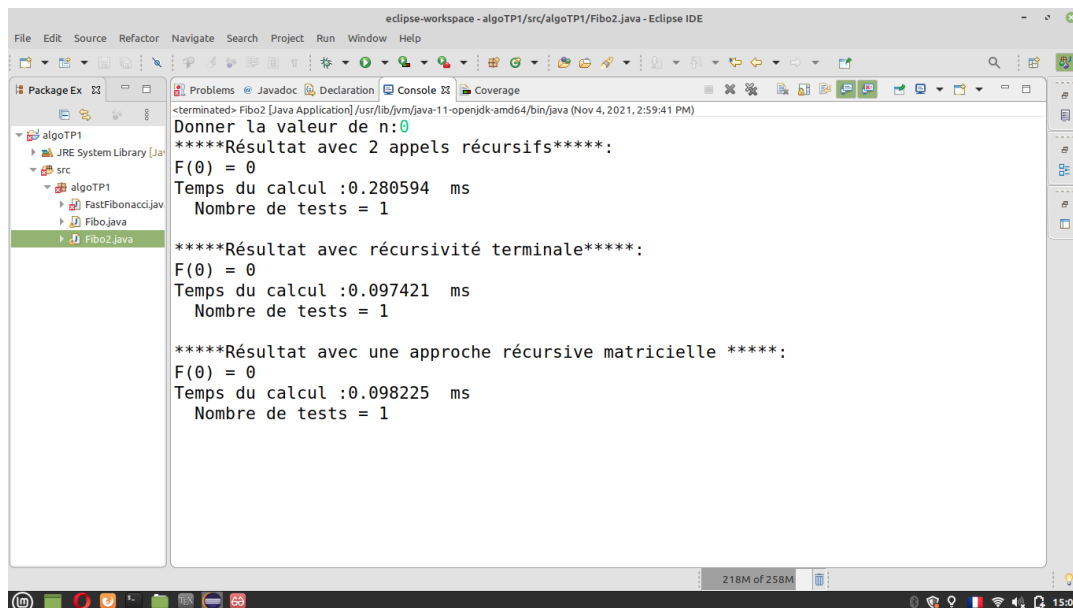 eclipse-workspace - algoTP1/src/algoTP1/Fibo2.java - Eclipse IDE
File Edit Source Refactor Navigate Search Project Run Window Help
Package Ex
Problems Javadoc Declaration Console Coverage
<terminated> Fibo2 [Java Application] /usr/lib/jvm/java-11-openjdk-amd64/bin/java (Nov 4, 2021, 2:59:41 PM)
algoTP1
JRE System Library [Jav
src
algoTP1
FastFibonacci.jav
Fibo.java
Fibo2.java
Donner la valeur de n:0
*****Résultat avec 2 appels récursifs*****:
F(0) = 0
Temps du calcul :0.280594  ms
  Nombre de tests = 1
*****Résultat avec récursivité terminale*****:
F(0) = 0
Temps du calcul :0.097421  ms
  Nombre de tests = 1
*****Résultat avec une approche récursive matricielle *****:
F(0) = 0
Temps du calcul :0.098225  ms
  Nombre de tests = 1
218M of 258M
TEX
15:0